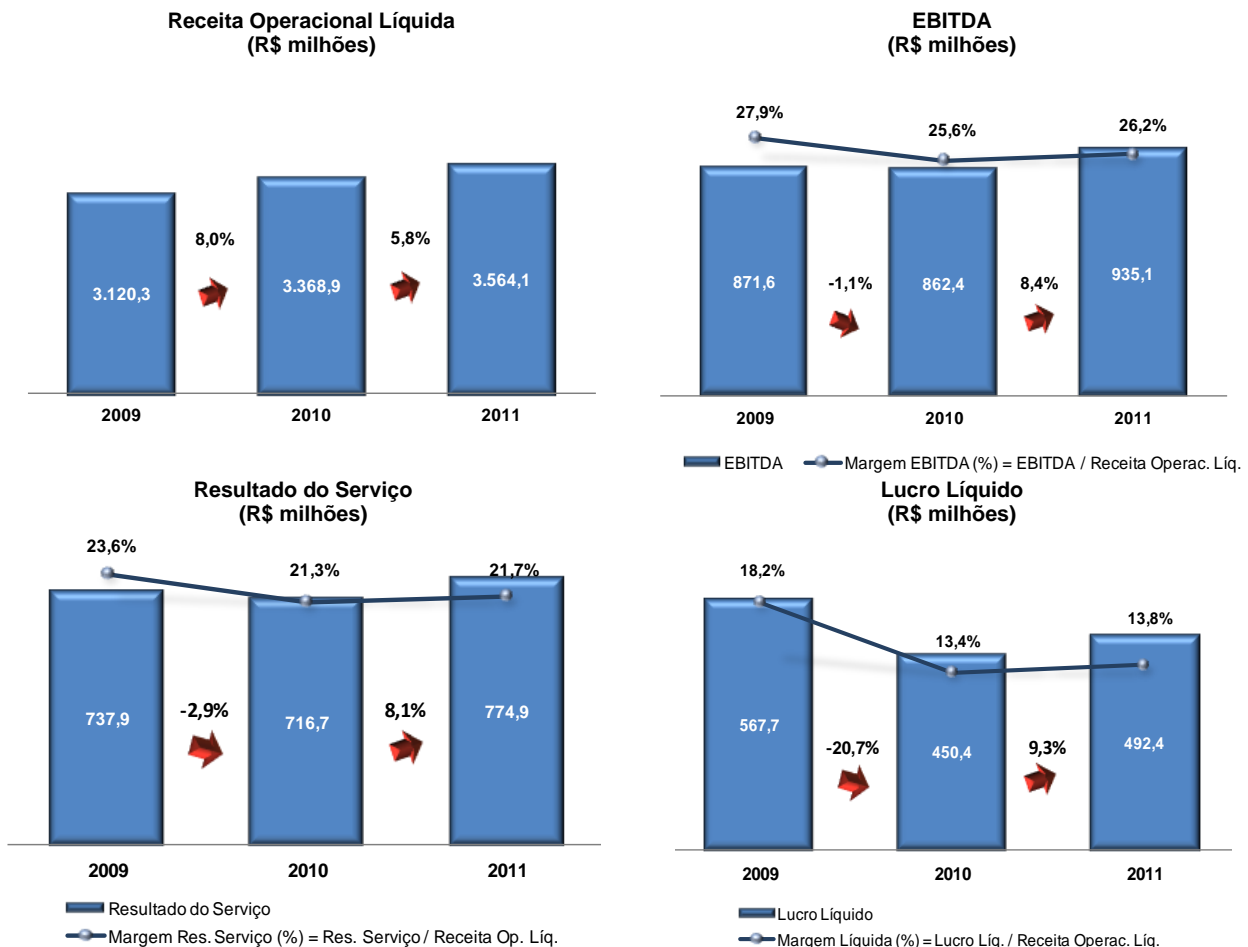 Receita Operacional Líquida
(R$ milhões)
8,0%
5,8%
3.120,3
3.368,9
3.564,1
2009
2010
2011
EBITDA
(R$ milhões)
27,9%
25,6%
26,2%
871,6
-1,1%
862,4
8,4%
935,1
2009
2010
2011
EBITDA
Margem EBITDA (%) = EBITDA / Receita Operac. Líq.
Resultado do Serviço
(R$ milhões)
23,6%
21,3%
21,7%
737,9
-2,9%
716,7
8,1%
774,9
2009
2010
2011
Resultado do Serviço
Margem Res. Serviço (%) = Res. Serviço / Receita Op. Líq.
Lucro Líquido
(R$ milhões)
18,2%
13,4%
13,8%
567,7
-20,7%
450,4
9,3%
492,4
2009
2010
2011
Lucro Líquido
Margem Líquida (%) = Lucro Líq. / Receita Operac. Líq.